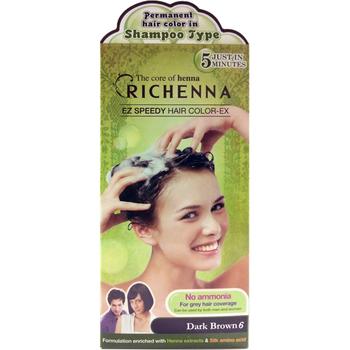 Permanent
hair color in
Shampoo Type
5 JUST IN
MINUTES
The core of henna
RICHENNA
EZ SPEEDY HAIR COLOR-EX
No ammonia
For grey hair coverage
Can be used by both men and women
Dark Brown 6
Formulation enriched with Henna extracts & Silk amino acid